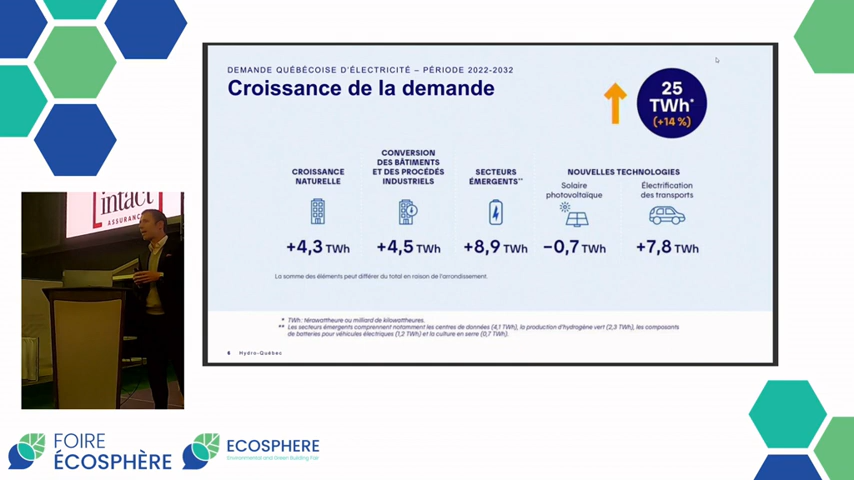 DEMANDE QUÉBÉCOISE D'ÉLECTRICITÉ – PÉRIODE 2022-2032
Croissance de la demande
25
TWh*
(+14 %)
CROISSANCE
NATURELLE
+4,3 TWh
CONVERSION
DES BÂTIMENTS
ET DES PROCÉDÉS
INDUSTRIELS
+4,5 TWh
SECTEURS
ÉMERGENTS**
+8,9 TWh
NOUVELLES TECHNOLOGIES
Solaire
photovoltaïque
−0,7 TWh
Électrification
des transports
+7,8 TWh
La somme des éléments peut différer du total en raison de l'arrondissement.
* TWh: térawattheure ou milliard de kilowattheures.
** Les secteurs émergents comprennent notamment les centres de données (4,1 TWh), la production d'hydrogène vert (2,3 TWh), les composants
de batteries pour véhicules électriques (1,2 TWh) et la culture en serre (0,7 TWh).
6 Hydro-Québec
intact
ASSURANCE
FOIRE
ÉCOSPHÈRE
ECOSPHERE
Environmental and Green Building Fair